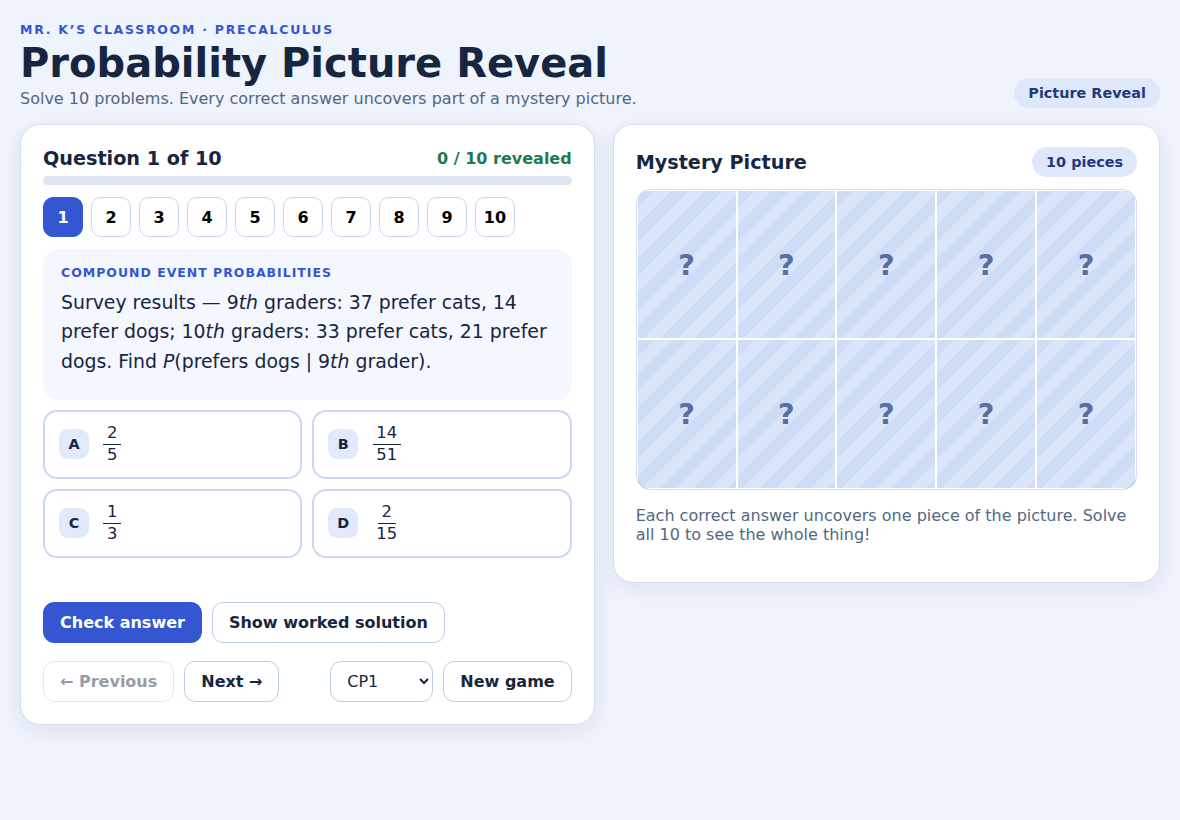 MR. K’S CLASSROOM · PRECALCULUS
Probability Picture Reveal
Solve 10 problems. Every correct answer uncovers part of a mystery picture.
Picture Reveal
Question 1 of 10
0 / 10 revealed
1 2 3 4 5 6 7 8 9 10
COMPOUND EVENT PROBABILITIES
Survey results — 9th graders: 37 prefer cats, 14
prefer dogs; 10th graders: 33 prefer cats, 21 prefer
dogs. Find P(prefers dogs | 9th grader).
A 2/5
B 14/51
C 1/3
D 2/15
Check answer
Show worked solution
← Previous
Next →
CP1
New game
Mystery Picture
10 pieces
? ? ? ? ?
? ? ? ? ?
Each correct answer uncovers one piece of the picture. Solve
all 10 to see the whole thing!